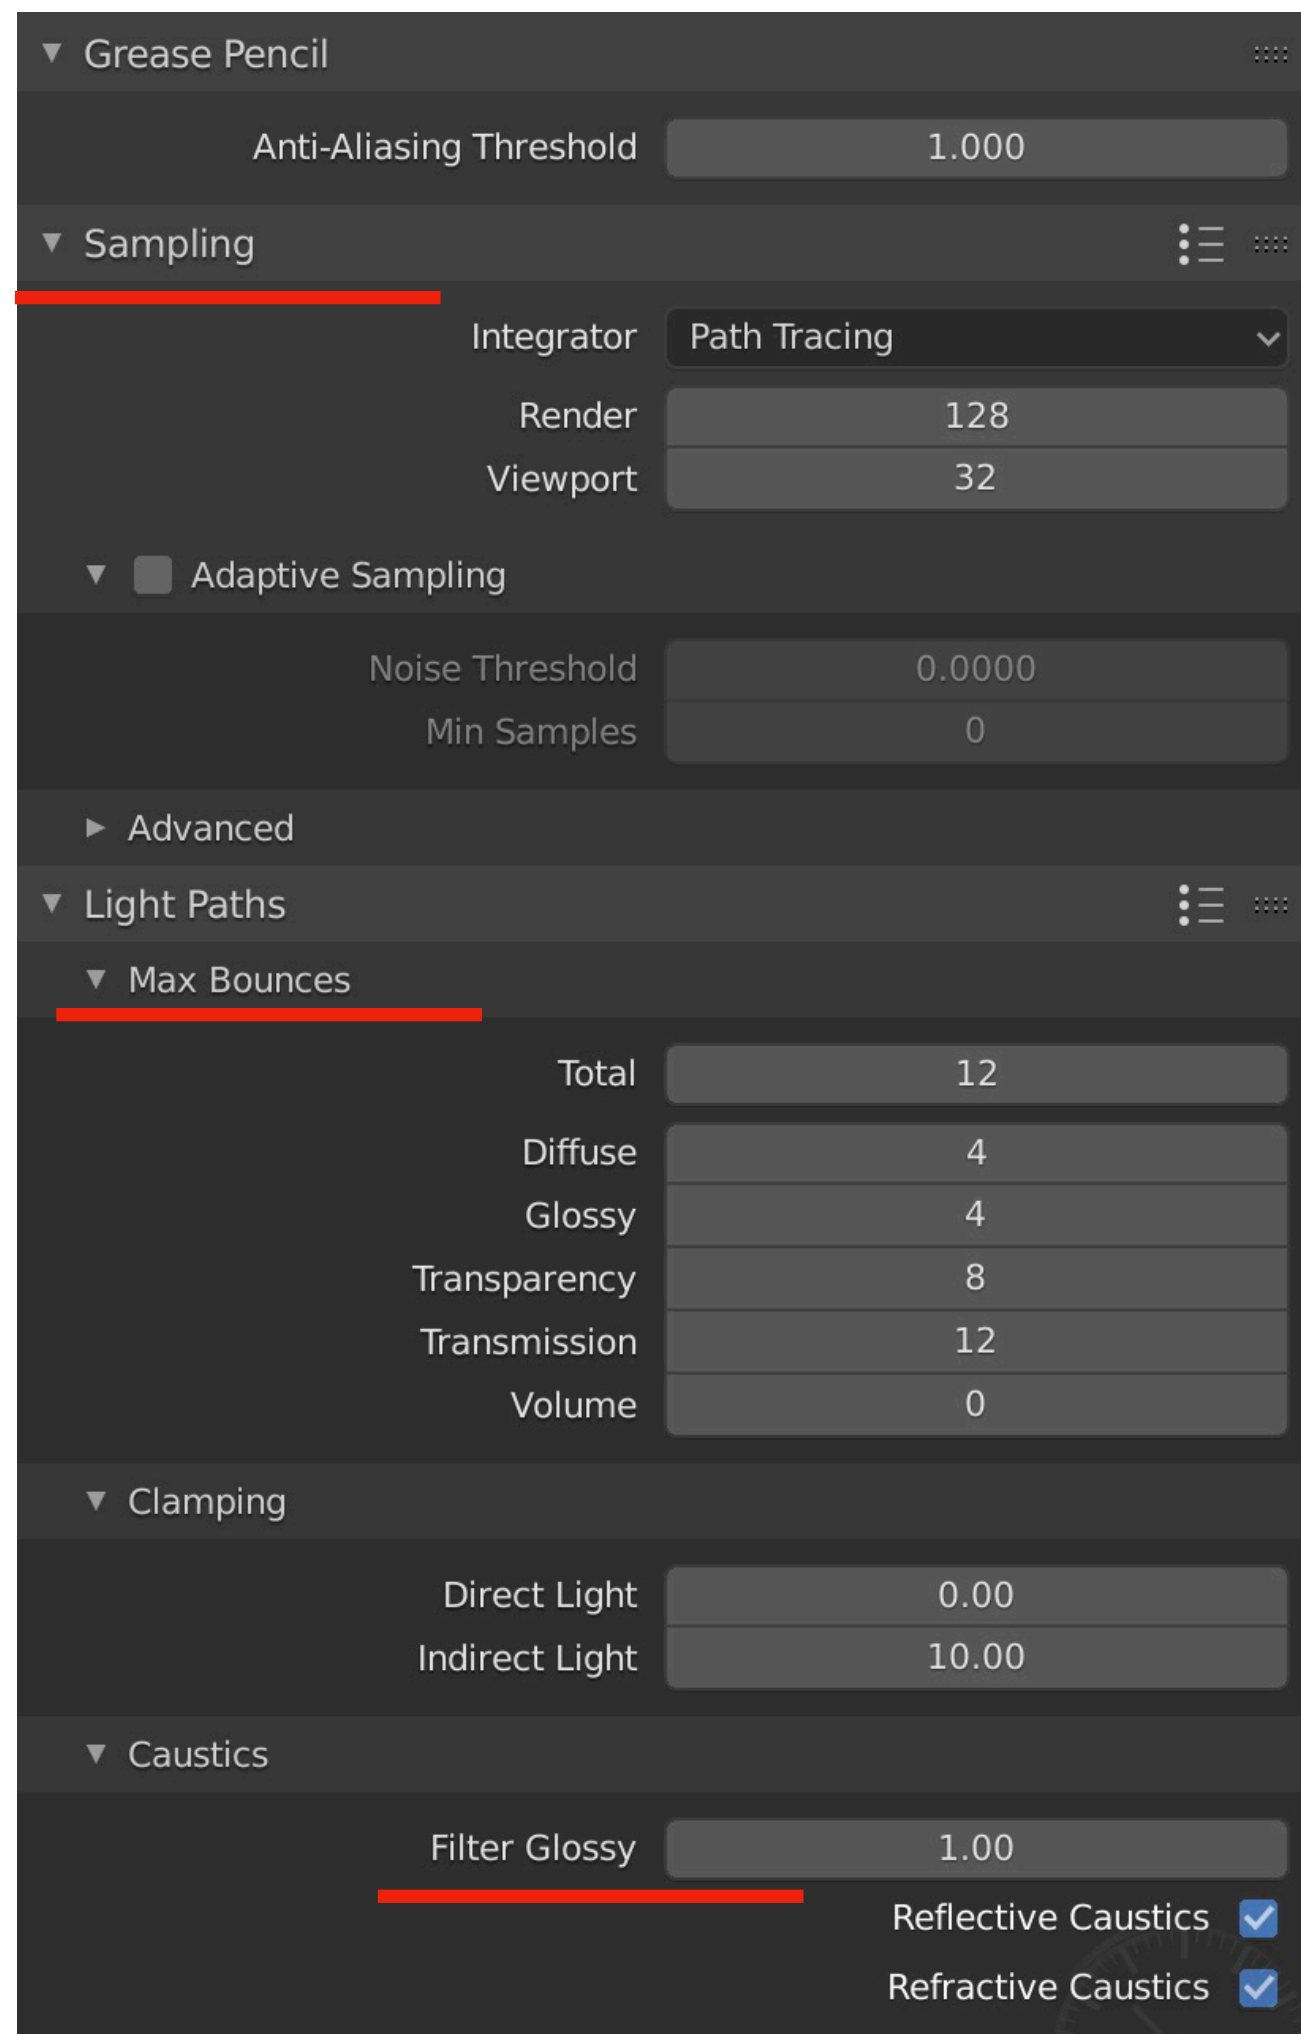 Grease Pencil
Anti-Aliasing Threshold 1.000
Sampling
Integrator Path Tracing
Render 128
Viewport 32
Adaptive Sampling
Noise Threshold 0.0000
Min Samples 0
Advanced
Light Paths
Max Bounces
Total 12
Diffuse 4
Glossy 4
Transparency 8
Transmission 12
Volume 0
Clamping
Direct Light 0.00
Indirect Light 10.00
Caustics
Filter Glossy 1.00
Reflective Caustics
Refractive Caustics